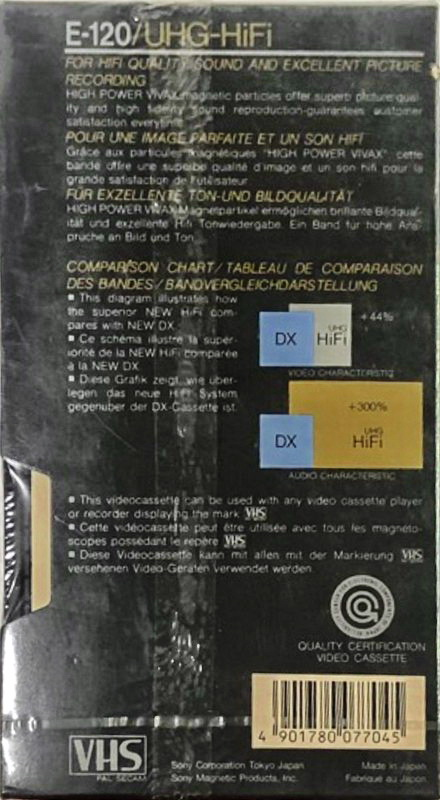 E-120/UHG-HiFi
FOR HIFI QUALITY SOUND AND EXCELLENT PICTURE
RECORDING
HIGH POWER VIVAX magnetic particles offer superb picture qual-
ity and high fidelity sound reproduction-guarantees customer
satisfaction everytime.
POUR UNE IMAGE PARFAITE ET UN SON HIFI
Grâce aux particules magnétiques "HIGH POWER VIVAX" cette
bande offre une superbe qualité d'image et un son hifi pour la
grande satisfaction de l'utilisateur
FÜR EXZELLENTE TON-UND BILDQUALITÄT
HIGH POWER VIVAX Magnetpartikel ermöglichen brillante Bildqual-
ität und exzellente Hifi Tonwiedergabe. Ein Band für hohe Ans-
prüche an Bild und Ton.
COMPARISON CHART/TABLEAU DE COMPARAISON
DES BANDES/BANDVERGLEICHDARSTELLUNG
■ This diagram illustrates how
the superior NEW HiFi com-
pares with NEW DX.
■ Ce schéma illustre la super-
iorité de la NEW HiFi comparée
à la NEW DX.
■ Diese Grafik zeigt, wie über-
legen das neue HiFi System
gegenüber der DX-Cassette ist.
+44%
DX
UHG
HiFi
VIDEO CHARACTERISTIC
+300%
DX
UHG
HiFi
AUDIO CHARACTERISTIC
■ This videocassette can be used with any video cassette player
or recorder displaying the mark VHS
■ Cette vidéocassette peut être utilisée avec tous les magnéto-
scopes possédant le repère VHS
■ Diese Videocassette kann mit allen mit der Markierung VHS
versehenen Video-Geräten verwendet werden.
QUALITY CERTIFICATION
VIDEO CASSETTE
4 901780 077045
VHS
PAL SECAM
Sony Corporation Tokyo Japan
Sony Magnetic Products, Inc.
Made in Japan
Fabriqué au Japon